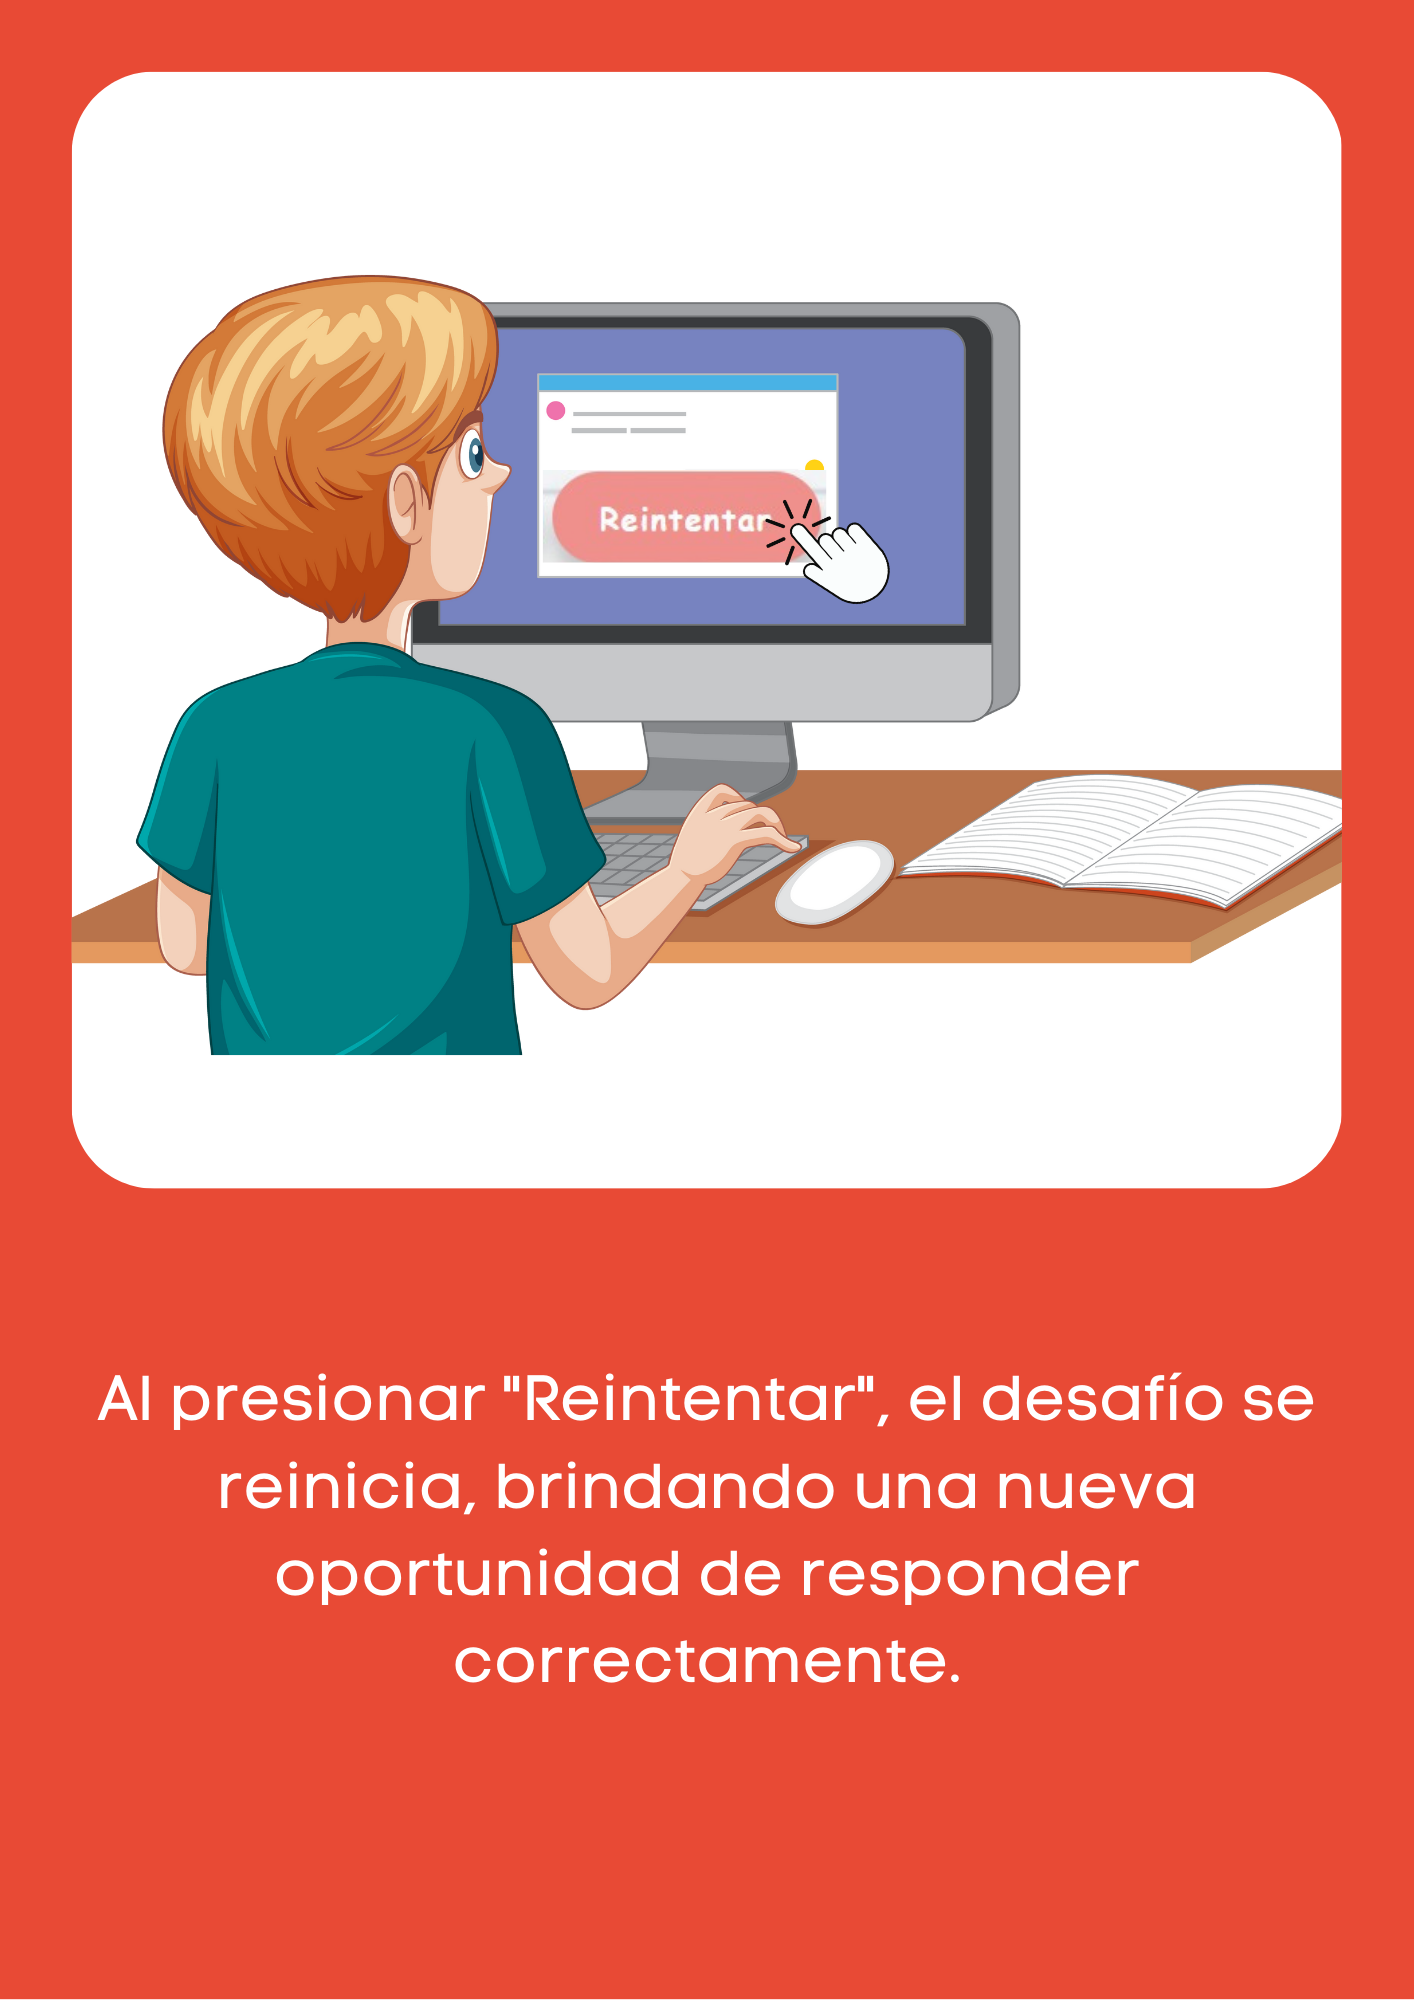 Reintentar
Al presionar "Reintentar", el desafío se
reinicia, brindando una nueva
oportunidad de responder
correctamente.